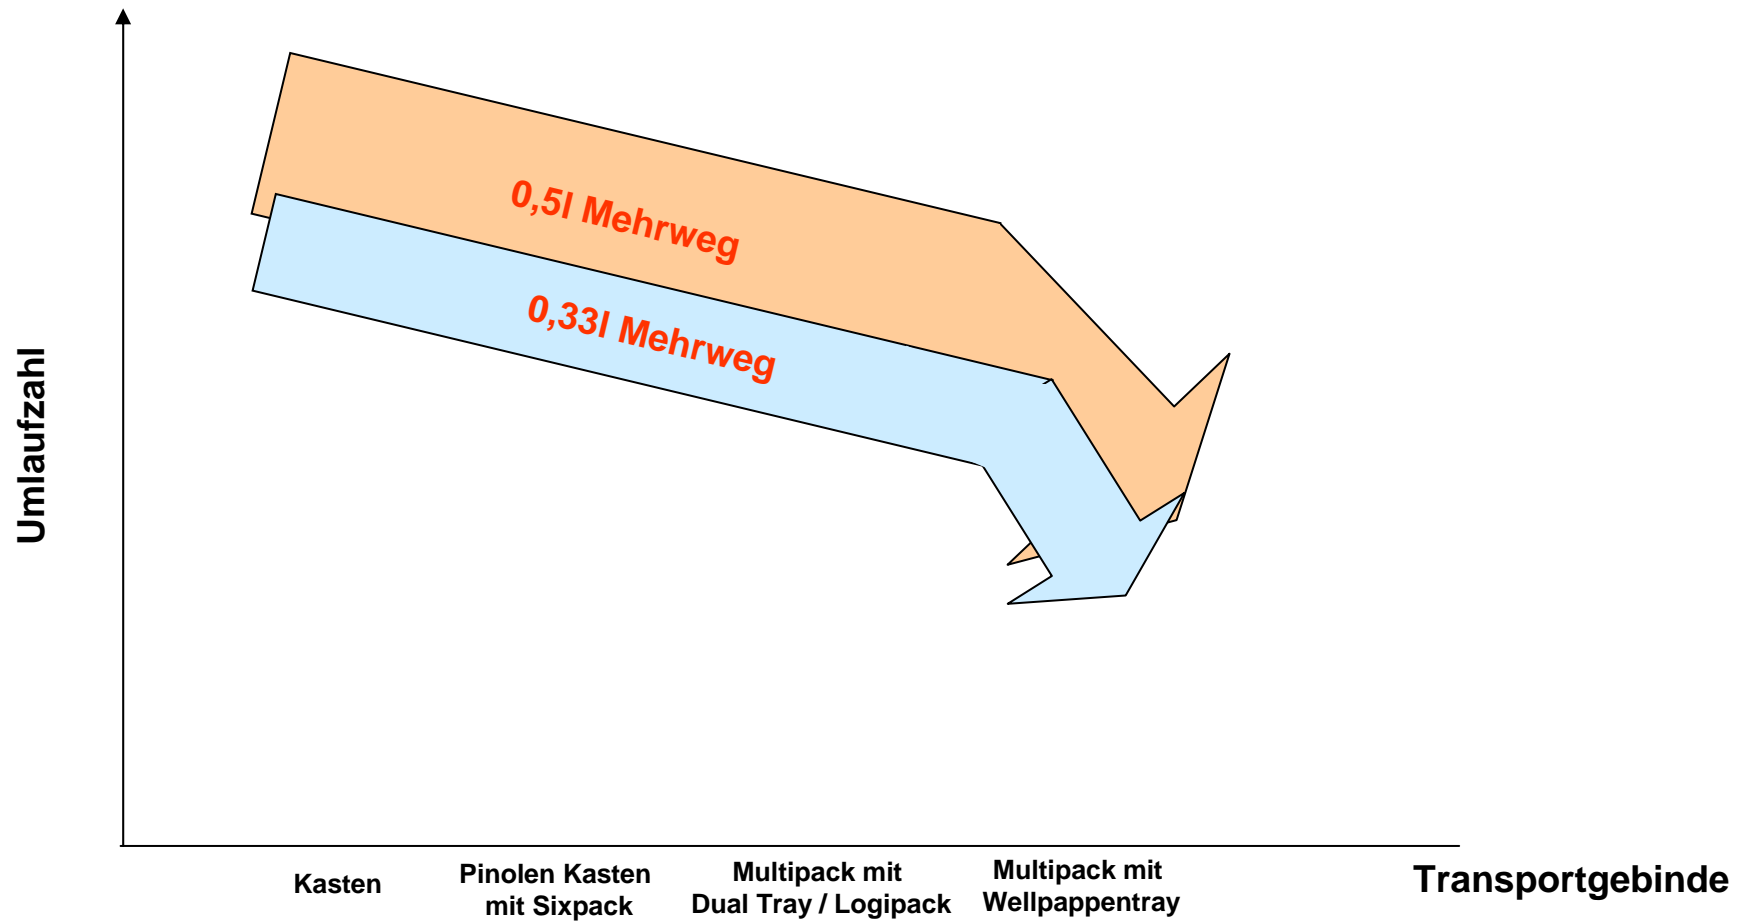 0,5l Mehrweg
0,33l Mehrweg
Umlaufzahl
Kasten
Pinolen Kasten
mit Sixpack
Multipack mit
Dual Tray / Logipack
Multipack mit
Wellpappentray
Transportgebinde